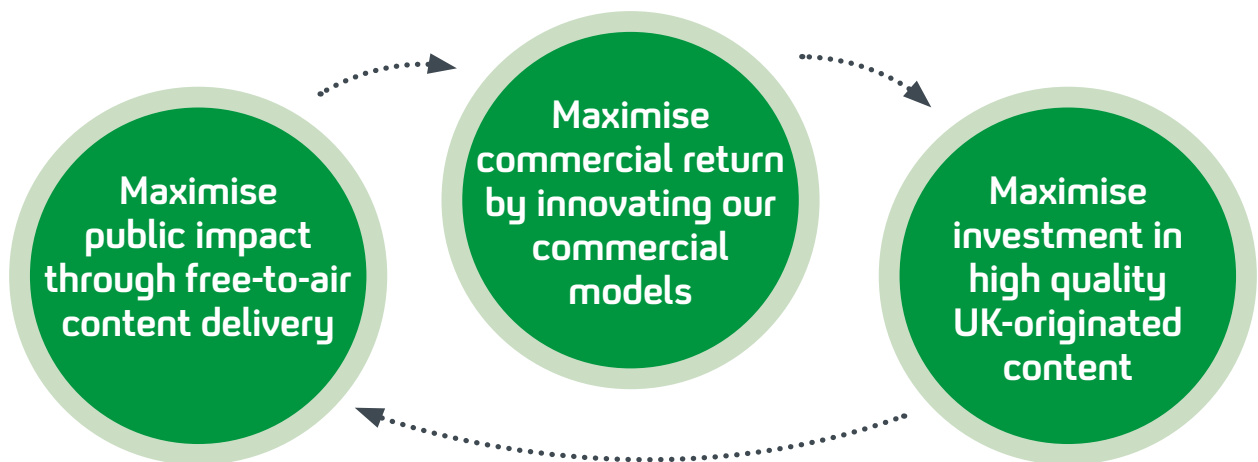 Maximise
public impact
through free-to-air
content delivery
Maximise
commercial return
by innovating our
commercial
models
Maximise
investment in
high quality
UK-originated
content